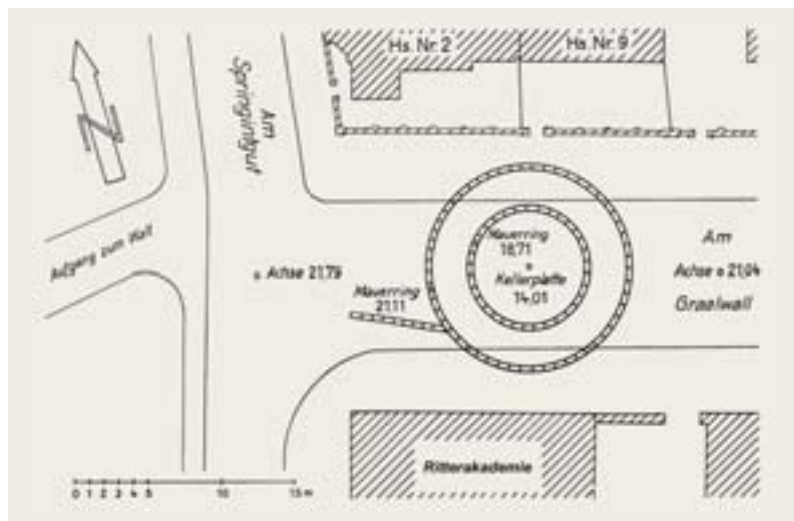 Hs. Nr. 2
Hs. Nr. 9
Am
Springintgut
N
Aufgang zum Wall
Achse 21,79
Mauerring
21,11
Mauerring
18,71
Kellerplatte
14,01
Am
Achse 21,04
Graalwall
Ritterakademie
0 1 2 3 4 5 10 15 m